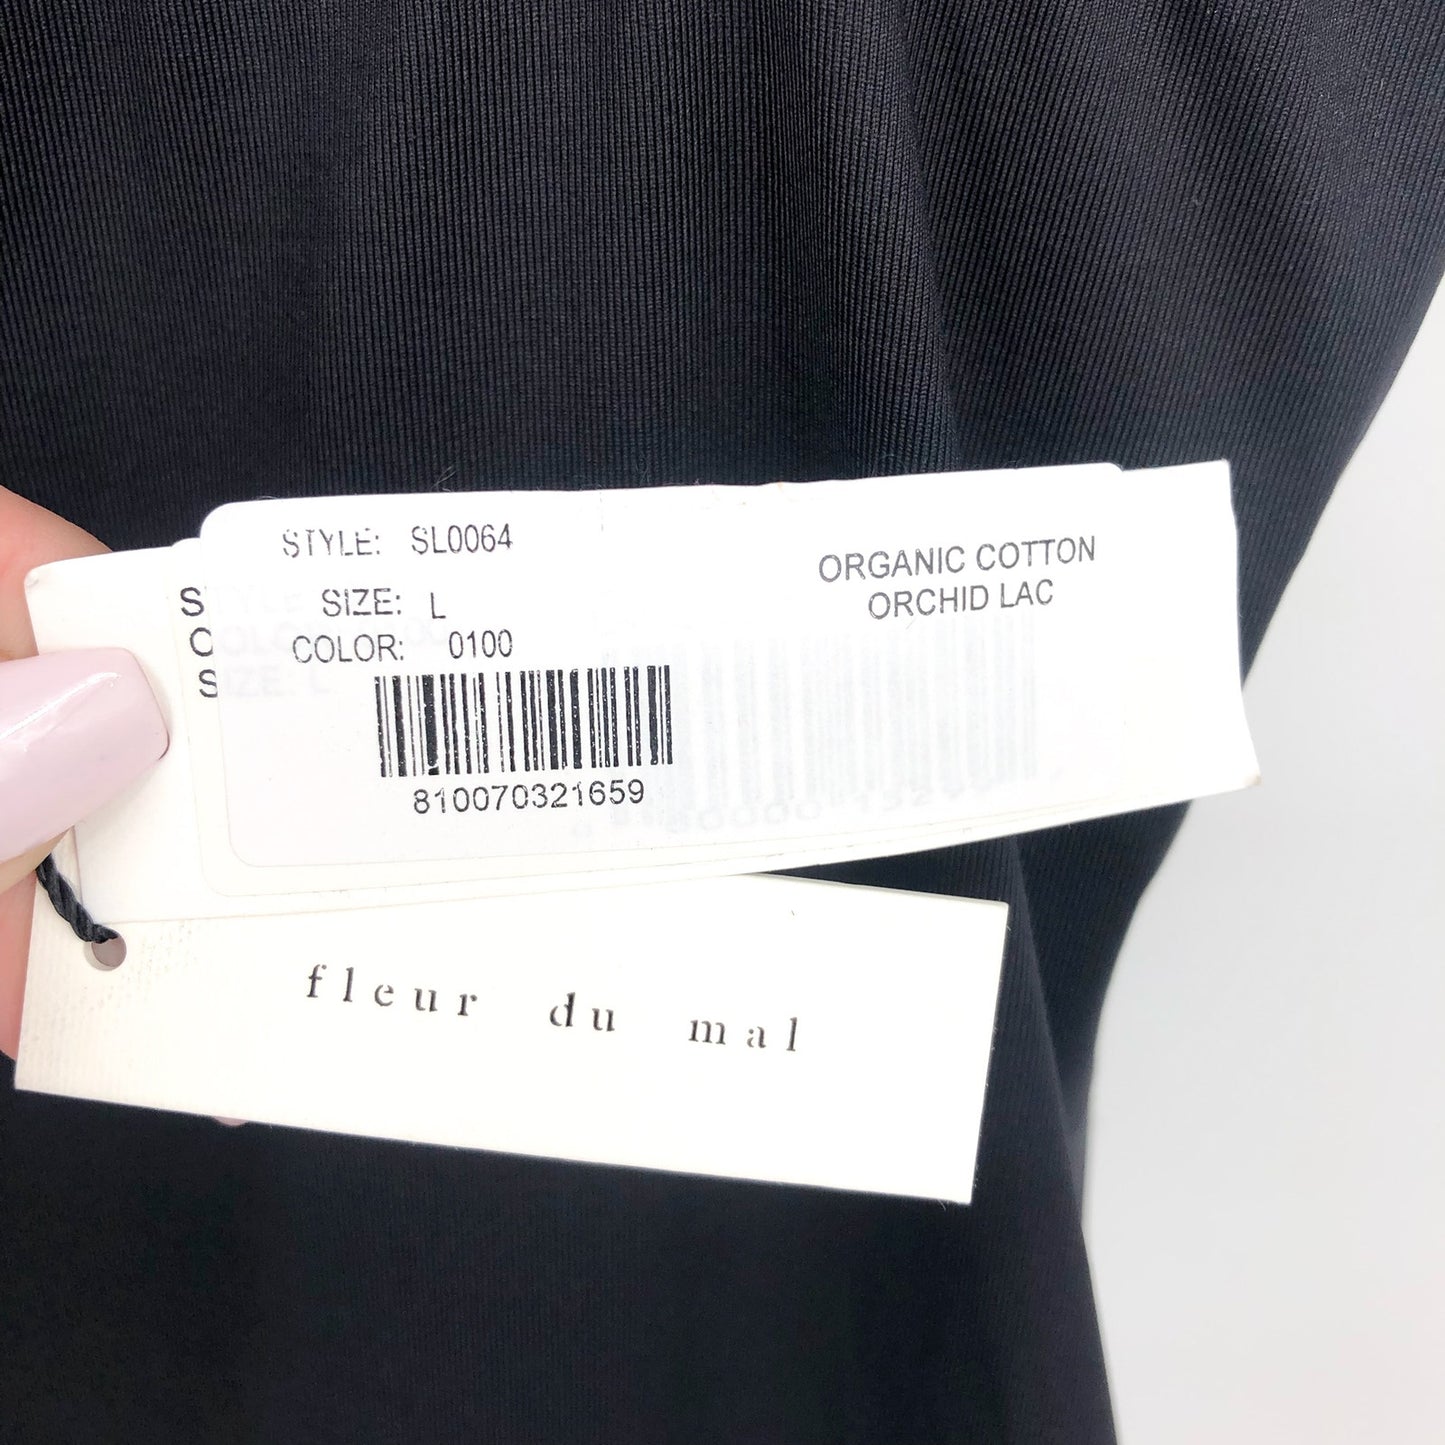 STYLE: SL0064
SIZE: L
COLOR: 0100
810070321659
ORGANIC COTTON
ORCHID LAC
S
C
S
fleur du mal